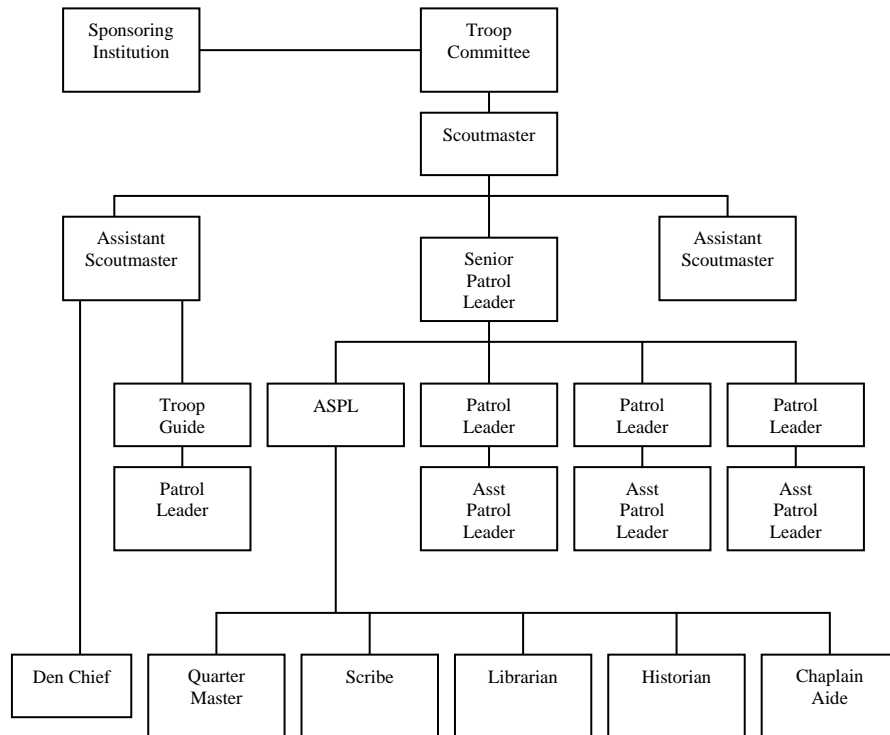 Sponsoring
Institution
Troop
Committee
Scoutmaster
Assistant
Scoutmaster
Senior
Patrol
Leader
Assistant
Scoutmaster
Troop
Guide
ASPL
Patrol
Leader
Patrol
Leader
Patrol
Leader
Patrol
Leader
Asst
Patrol
Leader
Asst
Patrol
Leader
Asst
Patrol
Leader
Den Chief
Quarter
Master
Scribe
Librarian
Historian
Chaplain
Aide